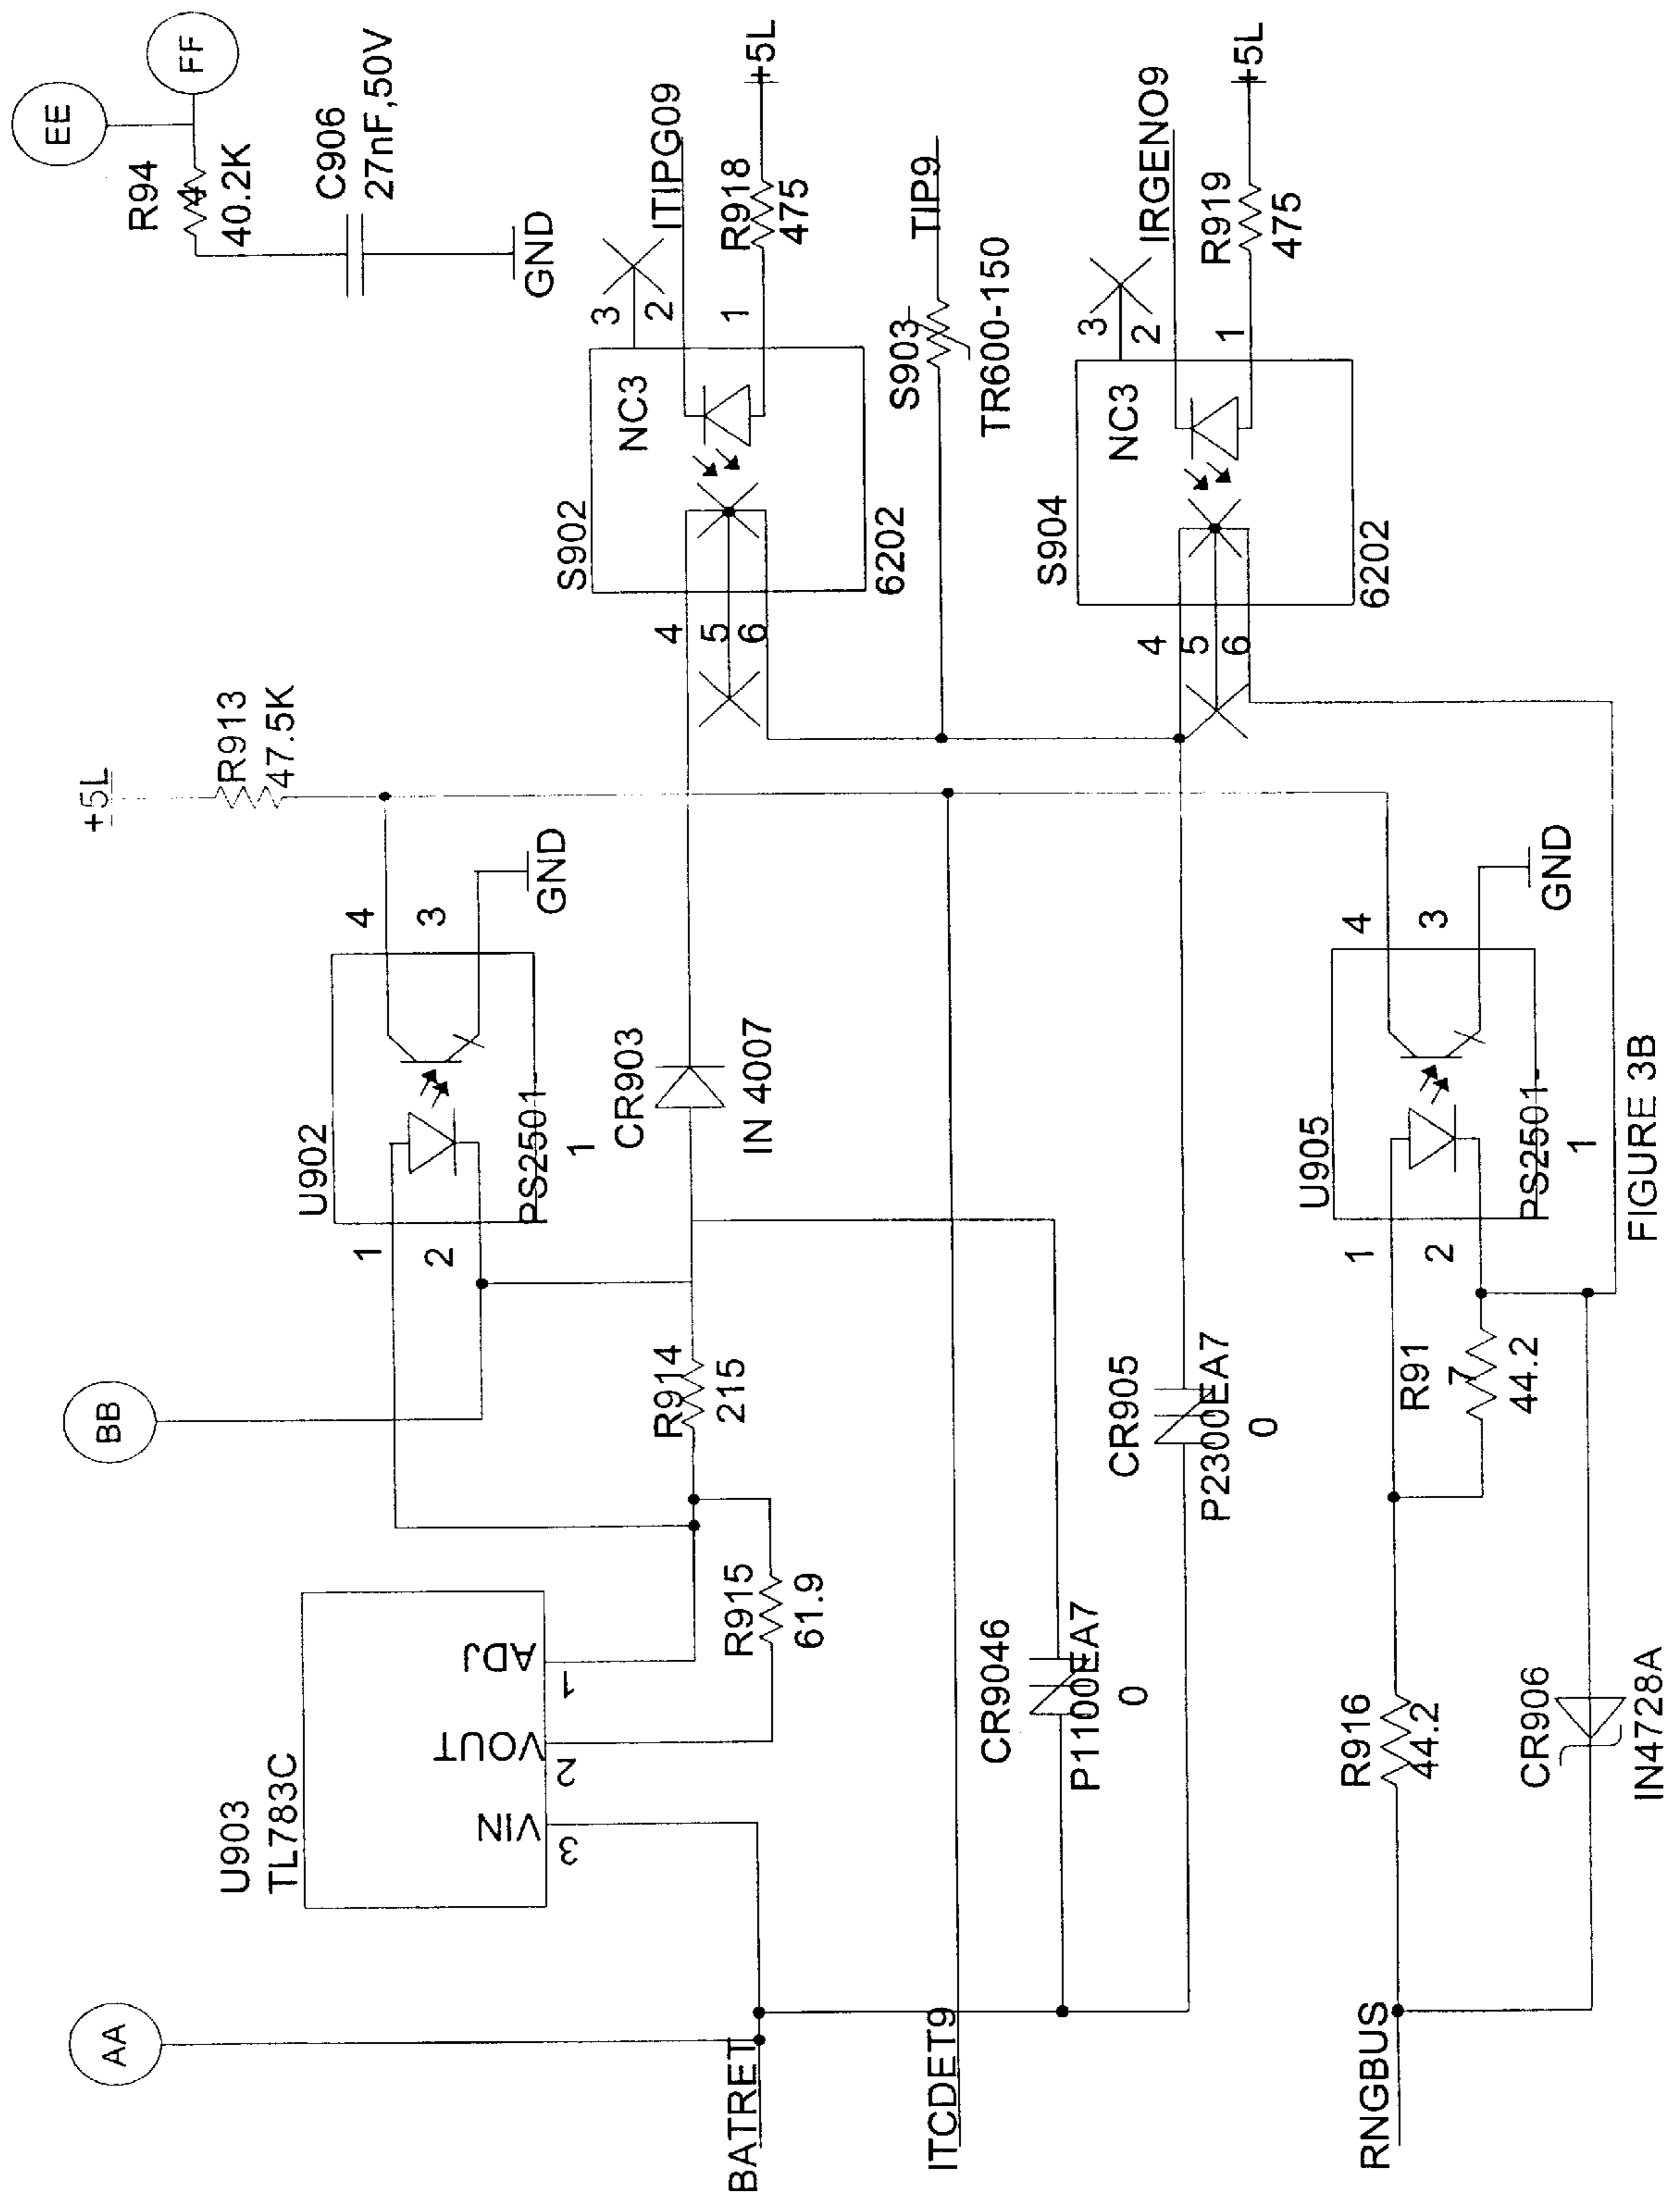 EE
FF
R94
4
40.2K
C906
27nF,50V
GND
ITIPG09
+5L
R918
475
3
2
1
NC3
S902
6202
4
5
6
TIP9
S903
TR600-150
IRGENO9
+5L
R919
475
3
2
1
NC3
S904
6202
4
5
6
+5L
R913
47.5K
4
3
GND
U902
PS2501-
1
1
2
CR903
IN 4007
BB
R914
215
R915
61.9
U903
TL783C
ADJ
1
VOUT
2
VIN
3
CR9046
P1100EA7
0
CR905
P2300EA7
0
4
3
GND
U905
PS2501-
1
1
2
R91
7
44.2
R916
44.2
CR906
IN4728A
AA
BATRET
ITCDET9
RNGBUS
FIGURE 3B